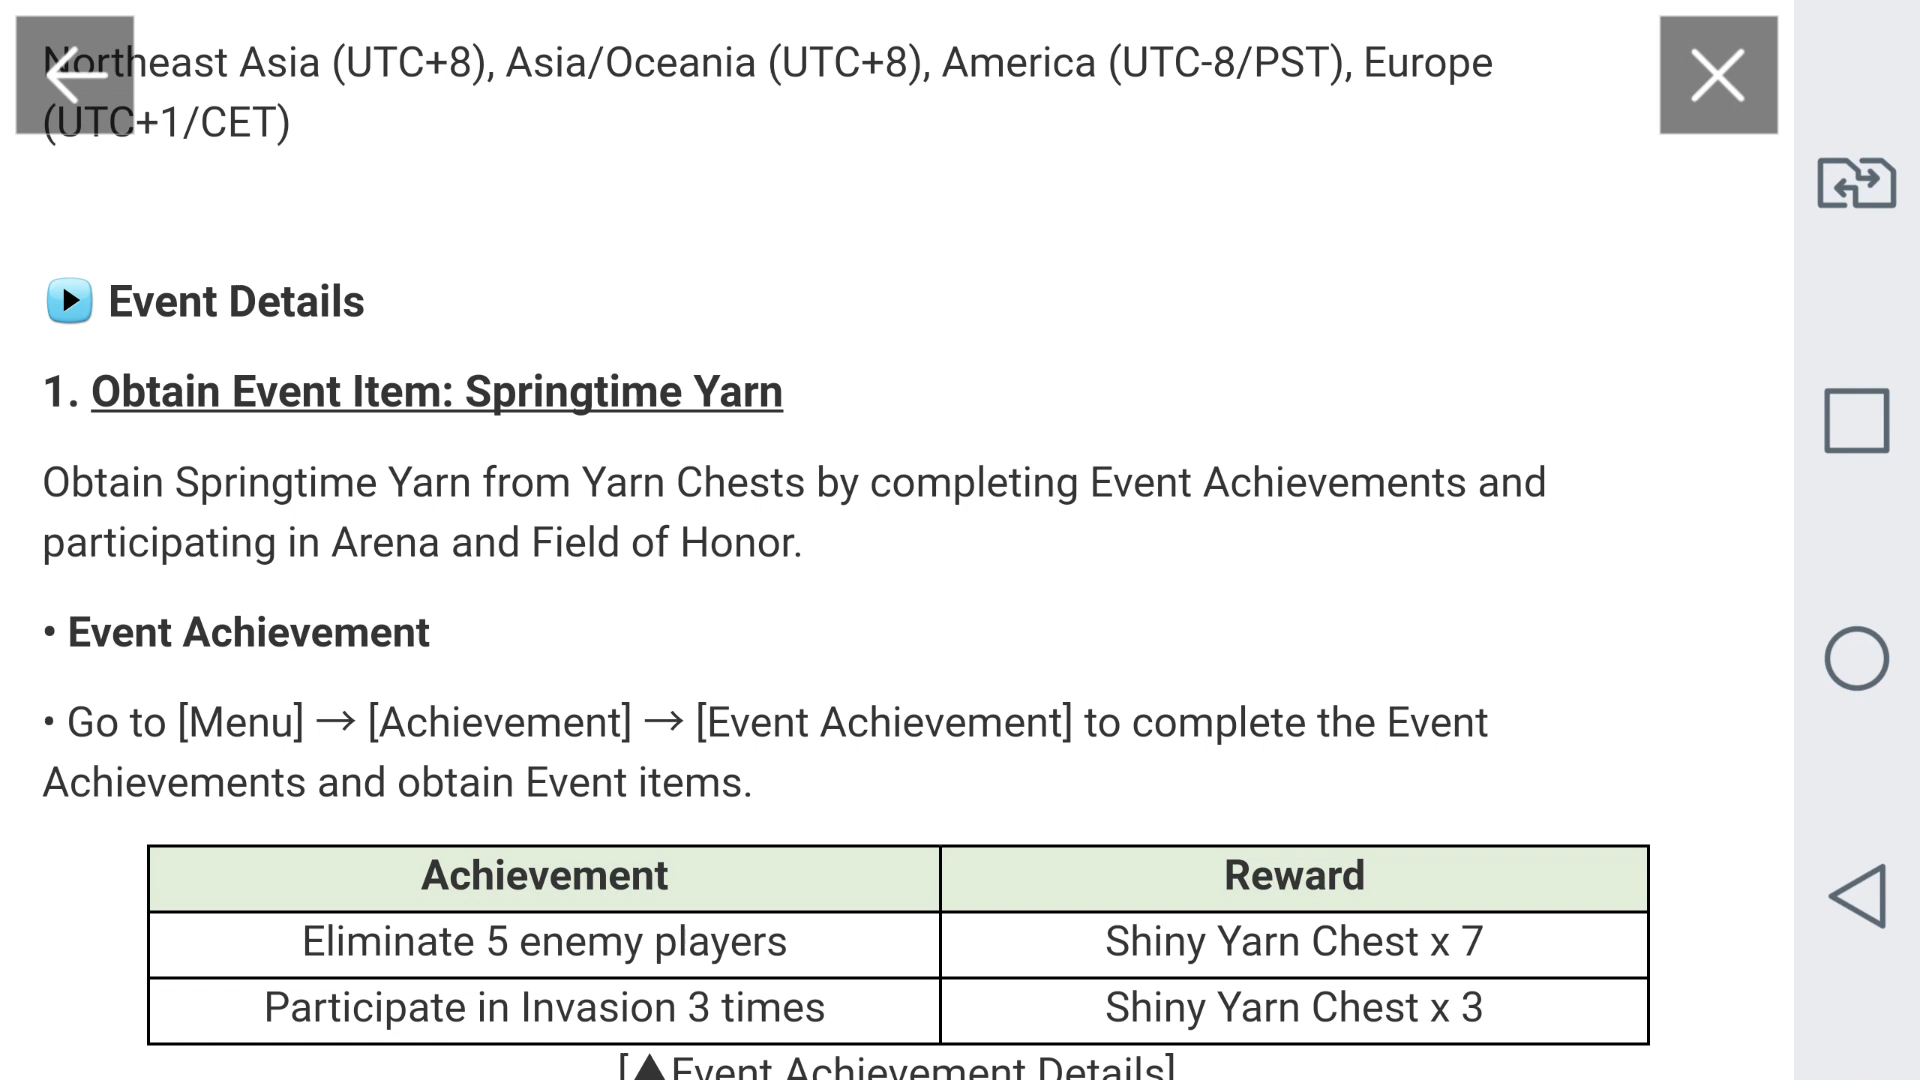 Northeast Asia (UTC+8), Asia/Oceania (UTC+8), America (UTC-8/PST), Europe
(UTC+1/CET)
Event Details
1. Obtain Event Item: Springtime Yarn
Obtain Springtime Yarn from Yarn Chests by completing Event Achievements and
participating in Arena and Field of Honor.
• Event Achievement
• Go to [Menu] → [Achievement] → [Event Achievement] to complete the Event
Achievements and obtain Event items.
Achievement Reward
Eliminate 5 enemy players Shiny Yarn Chest x 7
Participate in Invasion 3 times Shiny Yarn Chest x 3
[▲Event Achievement Details]